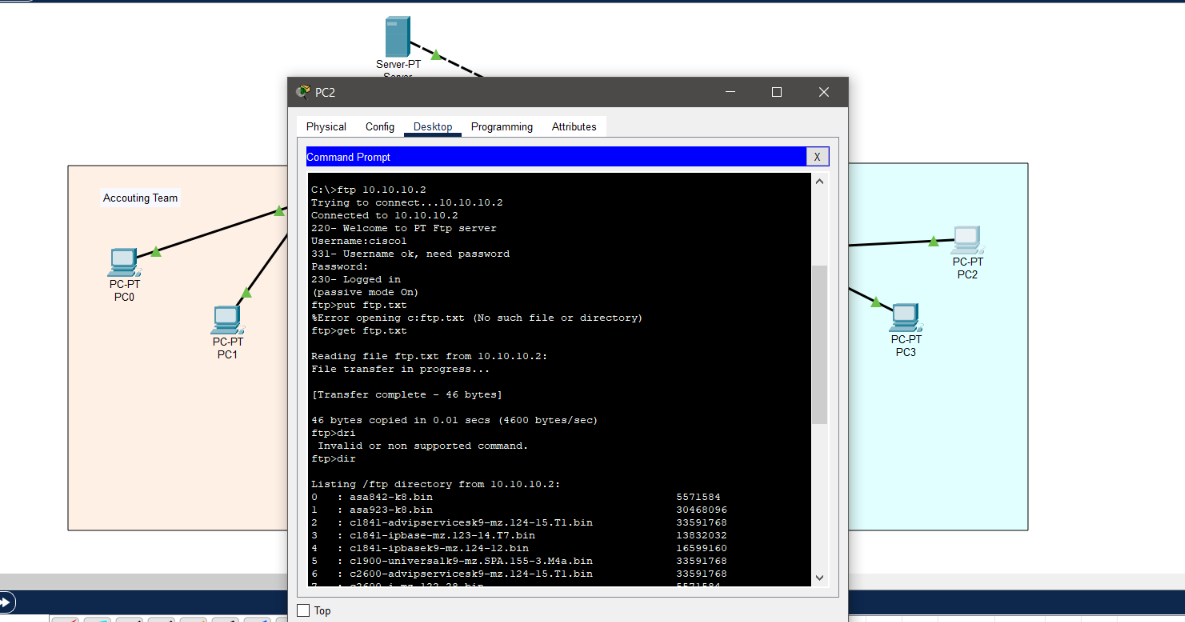 Server-PT
PC2
Physical Config Desktop Programming Attributes
Command Prompt
X
C:\>ftp 10.10.10.2
Trying to connect...10.10.10.2
Connected to 10.10.10.2
220- Welcome to PT Ftp server
Username:cisco1
331- Username ok, need password
Password:
230- Logged in
(passive mode On)
ftp>put ftp.txt
%Error opening c:ftp.txt (No such file or directory)
ftp>get ftp.txt
Reading file ftp.txt from 10.10.10.2:
File transfer in progress...
[Transfer complete - 46 bytes]
46 bytes copied in 0.01 secs (4600 bytes/sec)
ftp>dri
Invalid or non supported command.
ftp>dir
Listing /ftp directory from 10.10.10.2:
0 : asa842-k8.bin 5571584
1 : asa923-k8.bin 30468096
2 : c1841-advipservicesk9-mz.124-15.T1.bin 33591768
3 : c1841-ipbase-mz.123-14.T7.bin 13832032
4 : c1841-ipbasek9-mz.124-12.bin 16599160
5 : c1900-universalk9-mz.SPA.155-3.M4a.bin 33591768
6 : c2600-advipservicesk9-mz.124-15.T1.bin 33591768
Top
Accouting Team
PC-PT
PC0
PC-PT
PC1
PC-PT
PC2
PC-PT
PC3